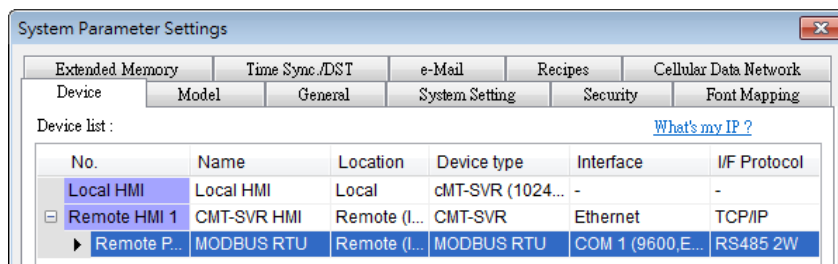 System Parameter Settings
Extended Memory Time Sync./DST e-Mail Recipes Cellular Data Network
Device Model General System Setting Security Font Mapping
Device list : What's my IP ?
No. Name Location Device type Interface I/F Protocol
Local HMI Local HMI Local cMT-SVR (1024... - -
Remote HMI 1 CMT-SVR HMI Remote (I... CMT-SVR Ethernet TCP/IP
Remote P... MODBUS RTU Remote (I... MODBUS RTU COM 1 (9600,E... RS485 2W